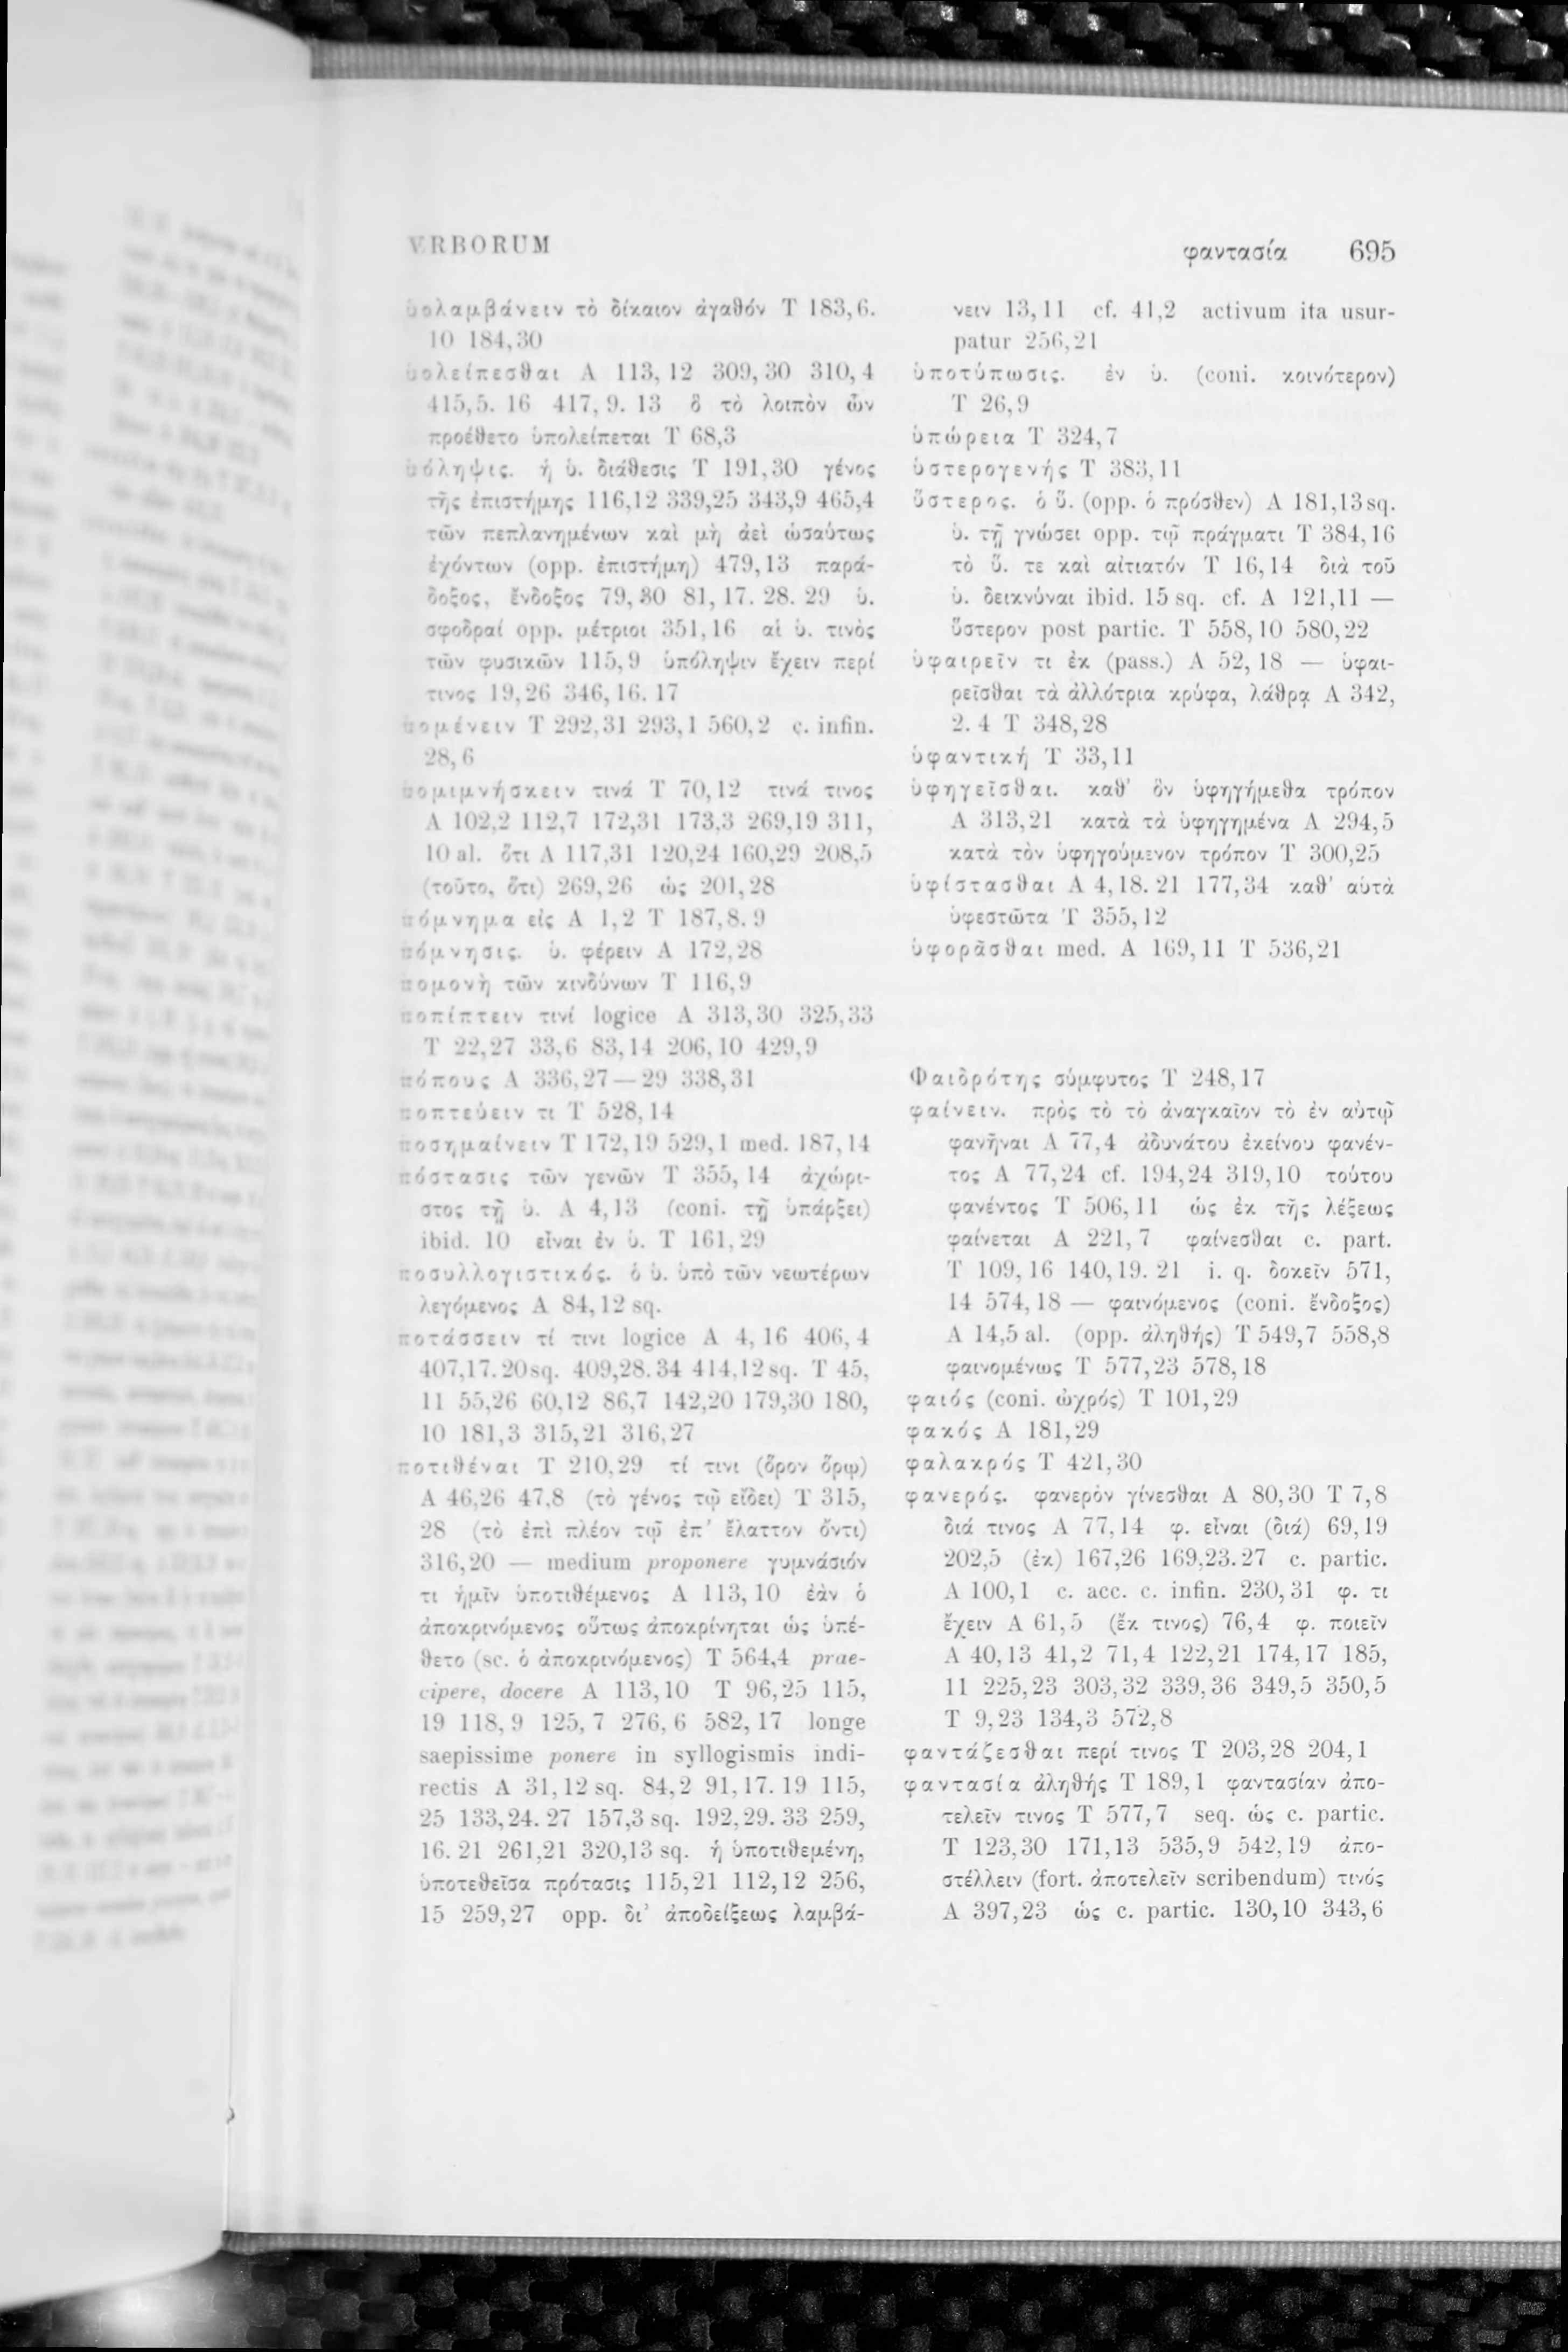 VERBORUM
φαντασία 695
ὑπολαμβάνειν τὸ δίκαιον ἀγαθόν T 183,6.
10 184,30
ὑπολείπεσθαι A 113,12 309,30 310,4
415,5. 16 417,9. 13 ὃ τὸ λοιπὸν ὧν
προέθετο ὑπολείπεται T 68,3
ὑπόληψις. ἡ ὑ. διάθεσις T 191,30 γένος
τῆς ἐπιστήμης 116,12 339,25 343,9 465,4
τῶν πεπλανημένων καὶ μὴ ἀεὶ ὡσαύτως
ἐχόντων (opp. ἐπιστήμη) 479,13 παρά-
δοξος, ἔνδοξος 79,30 81,17. 28. 29 ὑ.
σφοδραί opp. μέτριοι 351,16 αἱ ὑ. τινὸς
τῶν φυσικῶν 115,9 ὑπόληψιν ἔχειν περί
τινος 19,26 346,16. 17
ὑπομένειν T 292,31 293,1 560,2 c. infin.
28,6
ὑπομιμνήσκειν τινά T 70,12 τινά τινος
A 102,2 112,7 172,31 173,3 269,19 311,
10 al. ὅτι A 117,31 120,24 160,29 208,5
(τοῦτο, ὅτι) 269,26 ὡς 201,28
ὑπόμνημα εἰς A 1,2 T 187,8. 9
ὑπόμνησις. ὑ. φέρειν A 172,28
ὑπομονὴ τῶν κινδύνων T 116,9
ὑποπίπτειν τινί logice A 313,30 325,33
T 22,27 33,6 83,14 206,10 429,9
ὑπόπους A 336,27—29 338,31
ὑποπτεύειν τι T 528,14
ὑποσημαίνειν T 172,19 529,1 med. 187,14
ὑπόστασις τῶν γενῶν T 355,14 ἀχώρι-
στος τῇ ὑ. A 4,13 (coni. τῇ ὑπάρξει)
ibid. 10 εἶναι ἐν ὑ. T 161,29
ὑποσυλλογιστικός. ὁ ὑ. ὑπὸ τῶν νεωτέρων
λεγόμενος A 84,12 sq.
ὑποτάσσειν τί τινι logice A 4,16 406,4
407,17.20sq. 409,28.34 414,12sq. T 45,
11 55,26 60,12 86,7 142,20 179,30 180,
10 181,3 315,21 316,27
ὑποτιθέναι T 210,29 τί τινι (ὅρον ὅρῳ)
A 46,26 47,8 (τὸ γένος τῷ εἴδει) T 315,
28 (τὸ ἐπὶ πλέον τῷ ἐπ’ ἔλαττον ὄντι)
316,20 — medium proponere γυμνάσιόν
τι ἡμῖν ὑποτιθέμενος A 113,10 ἐὰν ὁ
ἀποκρινόμενος οὕτως ἀποκρίνηται ὡς ὑπέ-
θετο (sc. ὁ ἀποκρινόμενος) T 564,4 prae-
cipere, docere A 113,10 T 96,25 115,
19 118,9 125,7 276,6 582,17 longe
saepissime ponere in syllogismis indi-
rectis A 31,12 sq. 84,2 91,17. 19 115,
25 133,24. 27 157,3 sq. 192,29. 33 259,
16. 21 261,21 320,13 sq. ἡ ὑποτιθεμένη,
ὑποτεθεῖσα πρότασις 115,21 112,12 256,
15 259,27 opp. δι’ ἀποδείξεως λαμβά-
νειν 13,11 cf. 41,2 activum ita usur-
patur 256,21
ὑποτύπωσις. ἐν ὑ. (coni. κοινότερον)
T 26,9
ὑπώρεια T 324,7
ὑστερογενής T 383,11
ὕστερος. ὁ ὕ. (opp. ὁ πρόσθεν) A 181,13sq.
ὑ. τῇ γνώσει opp. τῷ πράγματι T 384,16
τὸ ὕ. τε καὶ αἰτιατόν T 16,14 διὰ τοῦ
ὑ. δεικνύναι ibid. 15 sq. cf. A 121,11 —
ὕστερον post partic. T 558,10 580,22
ὑφαιρεῖν τι ἐκ (pass.) A 52,18 — ὑφαι-
ρεῖσθαι τὰ ἀλλότρια κρύφα, λάθρᾳ A 342,
2. 4 T 348,28
ὑφαντική T 33,11
ὑφηγεῖσθαι. καθ’ ὃν ὑφηγήμεθα τρόπον
A 313,21 κατὰ τὰ ὑφηγημένα A 294,5
κατὰ τὸν ὑφηγούμενον τρόπον T 300,25
ὑφίστασθαι A 4,18. 21 177,34 καθ’ αὑτὰ
ὑφεστῶτα T 355,12
ὑφορᾶσθαι med. A 169,11 T 536,21
Φαιδρότης σύμφυτος T 248,17
φαίνειν. πρὸς τὸ τὸ ἀναγκαῖον τὸ ἐν αὐτῷ
φανῆναι A 77,4 ἀδυνάτου ἐκείνου φανέν-
τος A 77,24 cf. 194,24 319,10 τούτου
φανέντος T 506,11 ὡς ἐκ τῆς λέξεως
φαίνεται A 221,7 φαίνεσθαι c. part.
T 109,16 140,19. 21 i. q. δοκεῖν 571,
14 574,18 — φαινόμενος (coni. ἔνδοξος)
A 14,5 al. (opp. ἀληθής) T 549,7 558,8
φαινομένως T 577,23 578,18
φαιός (coni. ὠχρός) T 101,29
φακός A 181,29
φαλακρός T 421,30
φανερός. φανερὸν γίνεσθαι A 80,30 T 7,8
διά τινος A 77,14 φ. εἶναι (διά) 69,19
202,5 (ἐκ) 167,26 169,23.27 c. partic.
A 100,1 c. acc. c. infin. 230,31 φ. τι
ἔχειν A 61,5 (ἔκ τινος) 76,4 φ. ποιεῖν
A 40,13 41,2 71,4 122,21 174,17 185,
11 225,23 303,32 339,36 349,5 350,5
T 9,23 134,3 572,8
φαντάζεσθαι περί τινος T 203,28 204,1
φαντασία ἀληθής T 189,1 φαντασίαν ἀπο-
τελεῖν τινος T 577,7 seq. ὡς c. partic.
T 123,30 171,13 535,9 542,19 ἀπο-
στέλλειν (fort. ἀποτελεῖν scribendum) τινός
A 397,23 ὡς c. partic. 130,10 343,6